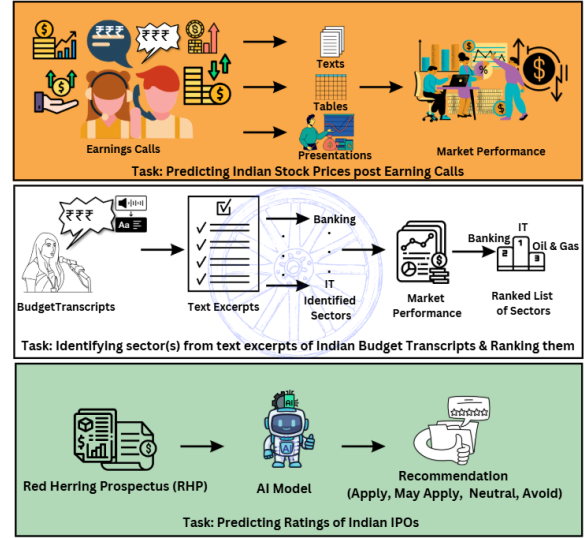 ₹₹₹
₹₹₹
Texts
Tables
Presentations
Earnings Calls
Market Performance
Task: Predicting Indian Stock Prices post Earning Calls
₹₹₹
Aa
BudgetTranscripts
Text Excerpts
Banking
IT
Identified
Sectors
Market
Performance
IT
Banking
Oil & Gas
1
2
3
Ranked List
of Sectors
Task: Identifying sector(s) from text excerpts of Indian Budget Transcripts & Ranking them
Red Herring Prospectus (RHP)
AI
AI
AI Model
Recommendation
(Apply, May Apply, Neutral, Avoid)
Task: Predicting Ratings of Indian IPOs